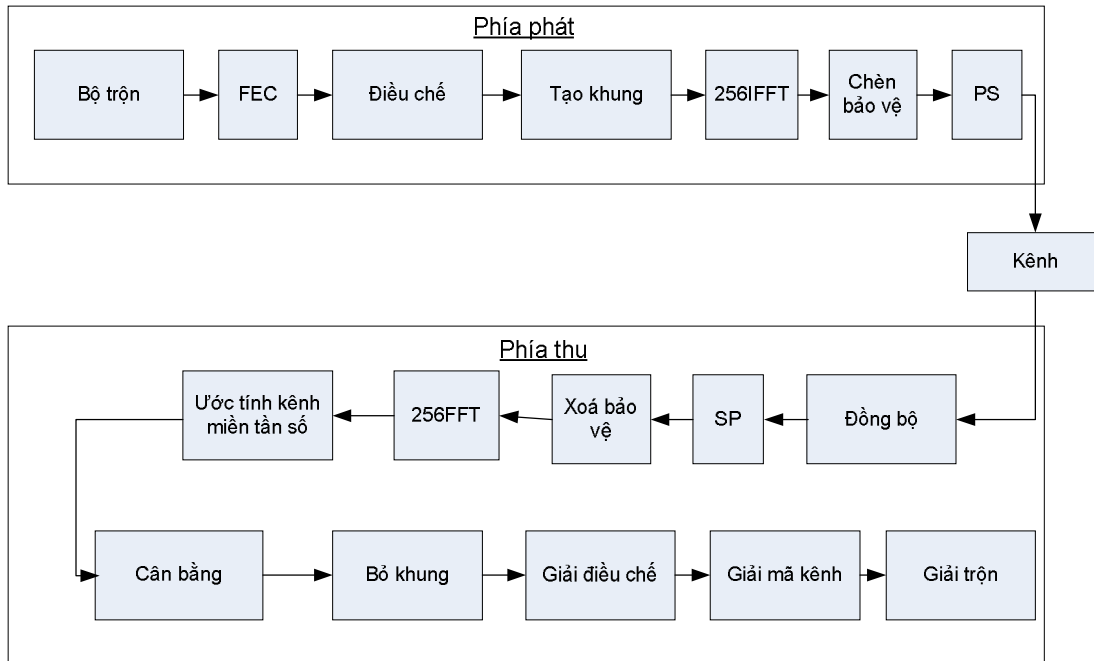 Phía phát
Bộ trộn
FEC
Điều chế
Tạo khung
256IFFT
Chèn
bảo vệ
PS
Kênh
Phía thu
Ước tính kênh
miền tần số
256FFT
Xoá bảo
vệ
SP
Đồng bộ
Cân bằng
Bỏ khung
Giải điều chế
Giải mã kênh
Giải trộn